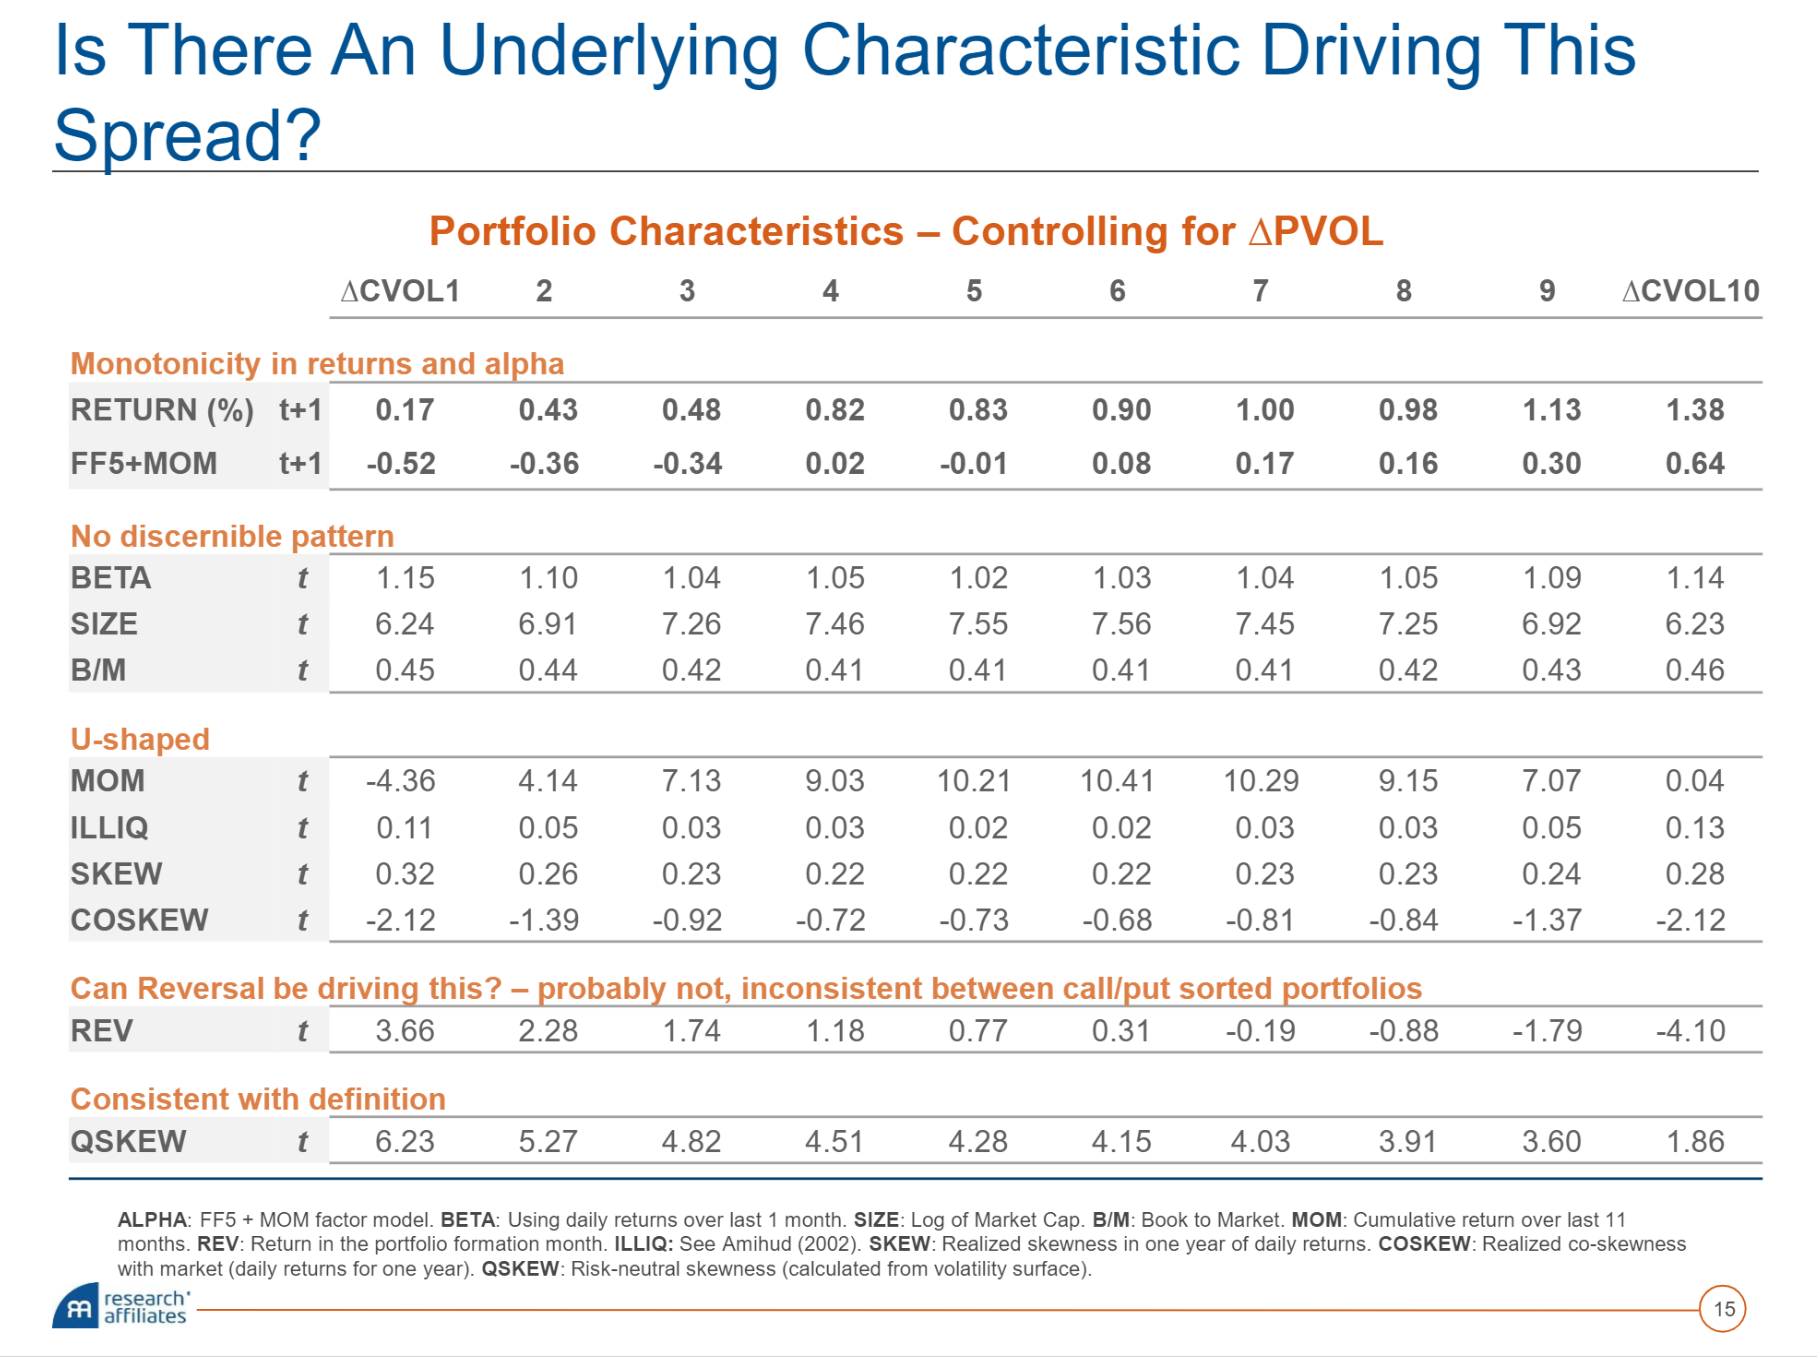 Is There An Underlying Characteristic Driving This
Spread?
Portfolio Characteristics – Controlling for ∆PVOL
∆CVOL1 2 3 4 5 6 7 8 9 ∆CVOL10
Monotonicity in returns and alpha
RETURN (%) t+1 0.17 0.43 0.48 0.82 0.83 0.90 1.00 0.98 1.13 1.38
FF5+MOM t+1 -0.52 -0.36 -0.34 0.02 -0.01 0.08 0.17 0.16 0.30 0.64
No discernible pattern
BETA t 1.15 1.10 1.04 1.05 1.02 1.03 1.04 1.05 1.09 1.14
SIZE t 6.24 6.91 7.26 7.46 7.55 7.56 7.45 7.25 6.92 6.23
B/M t 0.45 0.44 0.42 0.41 0.41 0.41 0.41 0.42 0.43 0.46
U-shaped
MOM t -4.36 4.14 7.13 9.03 10.21 10.41 10.29 9.15 7.07 0.04
ILLIQ t 0.11 0.05 0.03 0.03 0.02 0.02 0.03 0.03 0.05 0.13
SKEW t 0.32 0.26 0.23 0.22 0.22 0.22 0.23 0.23 0.24 0.28
COSKEW t -2.12 -1.39 -0.92 -0.72 -0.73 -0.68 -0.81 -0.84 -1.37 -2.12
Can Reversal be driving this? – probably not, inconsistent between call/put sorted portfolios
REV t 3.66 2.28 1.74 1.18 0.77 0.31 -0.19 -0.88 -1.79 -4.10
Consistent with definition
QSKEW t 6.23 5.27 4.82 4.51 4.28 4.15 4.03 3.91 3.60 1.86
ALPHA: FF5 + MOM factor model. BETA: Using daily returns over last 1 month. SIZE: Log of Market Cap. B/M: Book to Market. MOM: Cumulative return over last 11
months. REV: Return in the portfolio formation month. ILLIQ: See Amihud (2002). SKEW: Realized skewness in one year of daily returns. COSKEW: Realized co-skewness
with market (daily returns for one year). QSKEW: Risk-neutral skewness (calculated from volatility surface).
research
affiliates
15